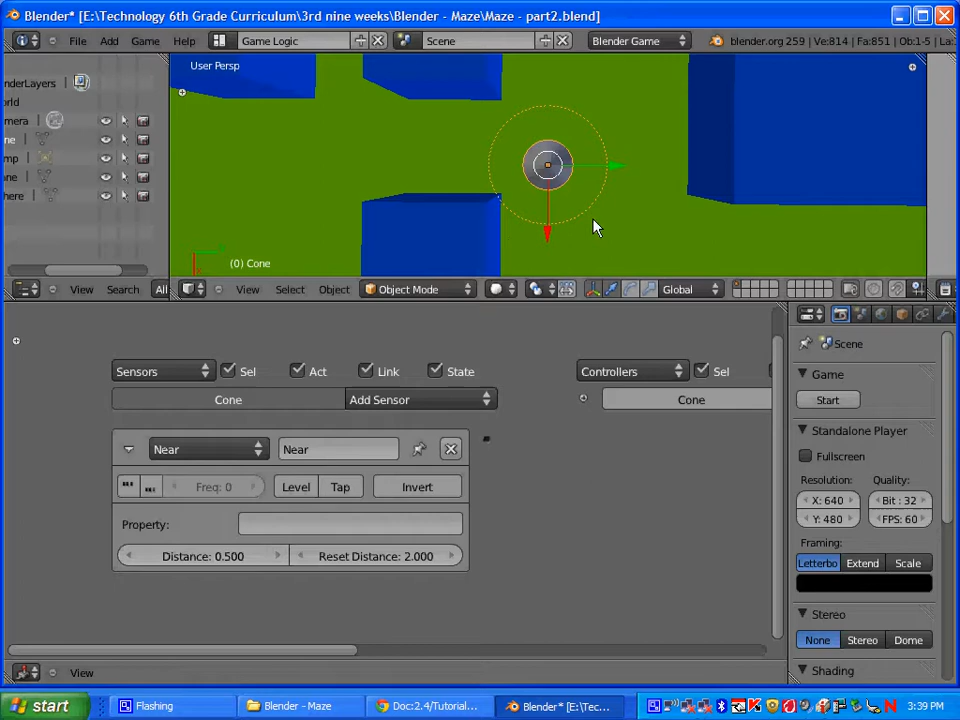 Blender* [E:\Technology 6th Grade Curriculum\3rd nine weeks\Blender - Maze\Maze - part2.blend]
File Add Game Help Game Logic Scene Blender Game blender.org 259 | Ve:814 | Fa:851 | Ob:1-5 | La:
User Persp
nderLayers
orld
amera
ne
mp
ane
here
(0) Cone
View Search All View Select Object Object Mode Global
Sensors Sel Act Link State Controllers Sel
Cone Add Sensor Cone
Near Near
Freq: 0 Level Tap Invert
Property:
Distance: 0.500 Reset Distance: 2.000
Scene
Game
Start
Standalone Player
Fullscreen
Resolution: Quality:
X: 640 Bit : 32
Y: 480 FPS: 60
Framing:
Letterbo Extend Scale
Stereo
None Stereo Dome
Shading
View
start Flashing Blender - Maze Doc:2.4/Tutorial... Blender* [E:\Tec... 3:39 PM